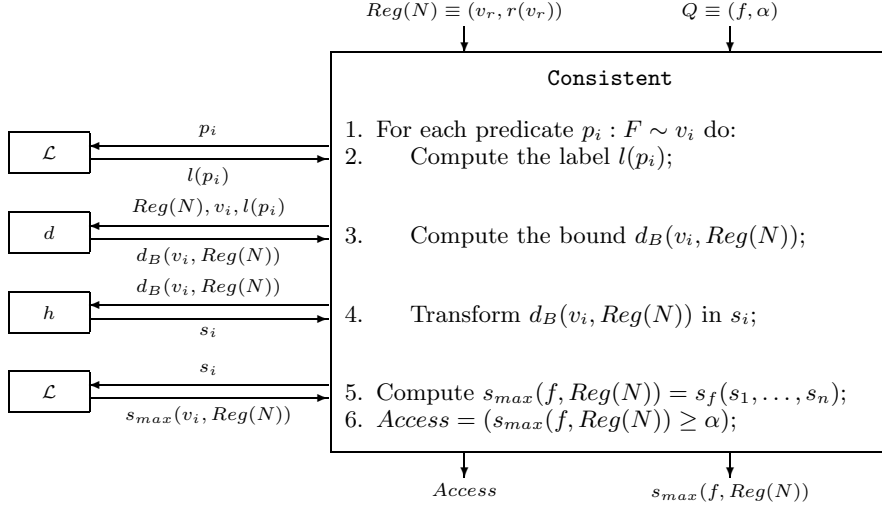 Reg(N) ≡ (v_r, r(v_r)) Q ≡ (f, α)
Consistent
p_i
1. For each predicate p_i : F ∼ v_i do:
ℒ
2. Compute the label l(p_i);
l(p_i)
Reg(N), v_i, l(p_i)
d
3. Compute the bound d_B(v_i, Reg(N));
d_B(v_i, Reg(N))
d_B(v_i, Reg(N))
h
4. Transform d_B(v_i, Reg(N)) in s_i;
s_i
s_i
ℒ
5. Compute s_max(f, Reg(N)) = s_f(s_1, . . . , s_n);
s_max(v_i, Reg(N))
6. Access = (s_max(f, Reg(N)) ≥ α);
Access s_max(f, Reg(N))